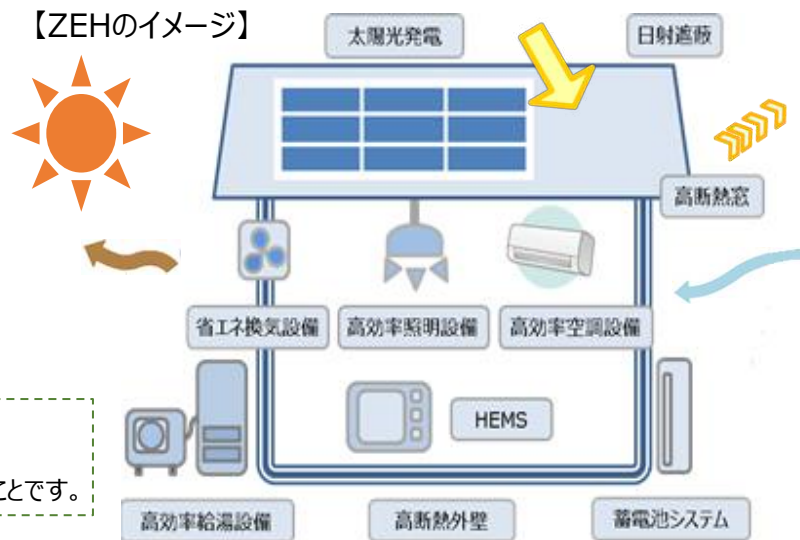 【ZEHのイメージ】
太陽光発電
日射遮蔽
高断熱窓
省エネ換気設備
高効率照明設備
高効率空調設備
HEMS
とです。
高効率給湯設備
高断熱外壁
蓄電池システム